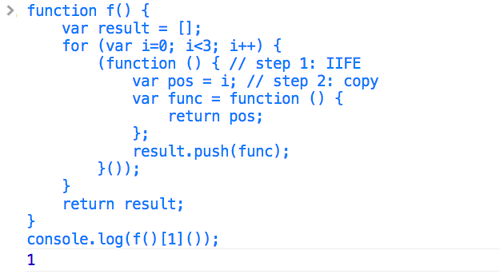 > function f() {
    var result = [];
    for (var i=0; i<3; i++) {
        (function () { // step 1: IIFE
            var pos = i; // step 2: copy
            var func = function () {
                return pos;
            };
            result.push(func);
        }());
    }
    return result;
}
console.log(f()[1]());
1